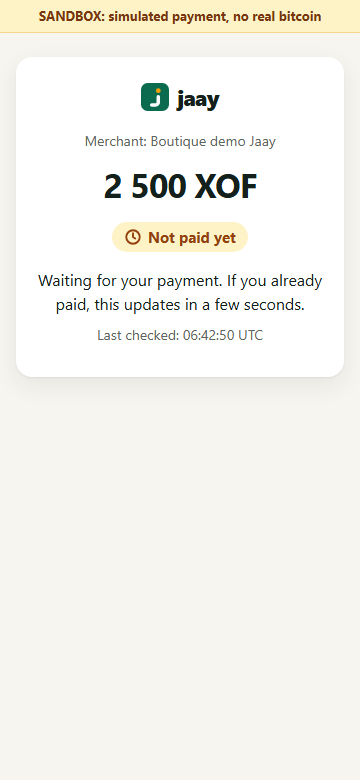 SANDBOX: simulated payment, no real bitcoin
jaay
Merchant: Boutique demo Jaay
2 500 XOF
Not paid yet
Waiting for your payment. If you already
paid, this updates in a few seconds.
Last checked: 06:42:50 UTC